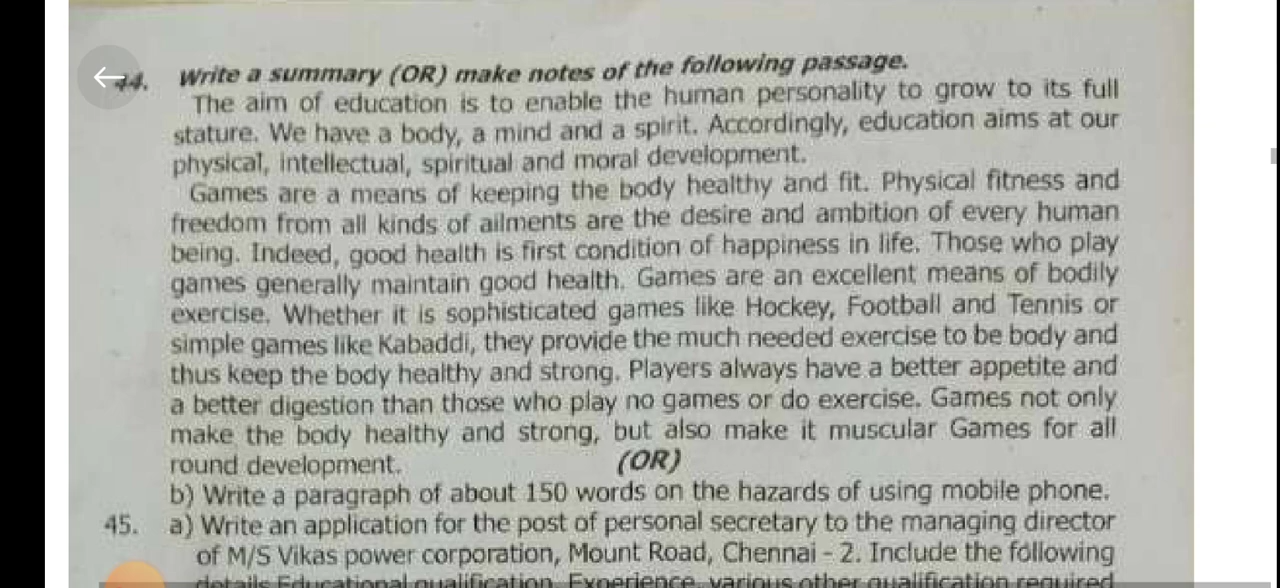 44. Write a summary (OR) make notes of the following passage.
The aim of education is to enable the human personality to grow to its full
stature. We have a body, a mind and a spirit. Accordingly, education aims at our
physical, intellectual, spiritual and moral development.
Games are a means of keeping the body healthy and fit. Physical fitness and
freedom from all kinds of ailments are the desire and ambition of every human
being. Indeed, good health is first condition of happiness in life. Those who play
games generally maintain good health. Games are an excellent means of bodily
exercise. Whether it is sophisticated games like Hockey, Football and Tennis or
simple games like Kabaddi, they provide the much needed exercise to be body and
thus keep the body healthy and strong. Players always have a better appetite and
a better digestion than those who play no games or do exercise. Games not only
make the body healthy and strong, but also make it muscular Games for all
round development. (OR)
b) Write a paragraph of about 150 words on the hazards of using mobile phone.
45. a) Write an application for the post of personal secretary to the managing director
of M/S Vikas power corporation, Mount Road, Chennai - 2. Include the following
details Educational qualification, Experience, various other qualification required